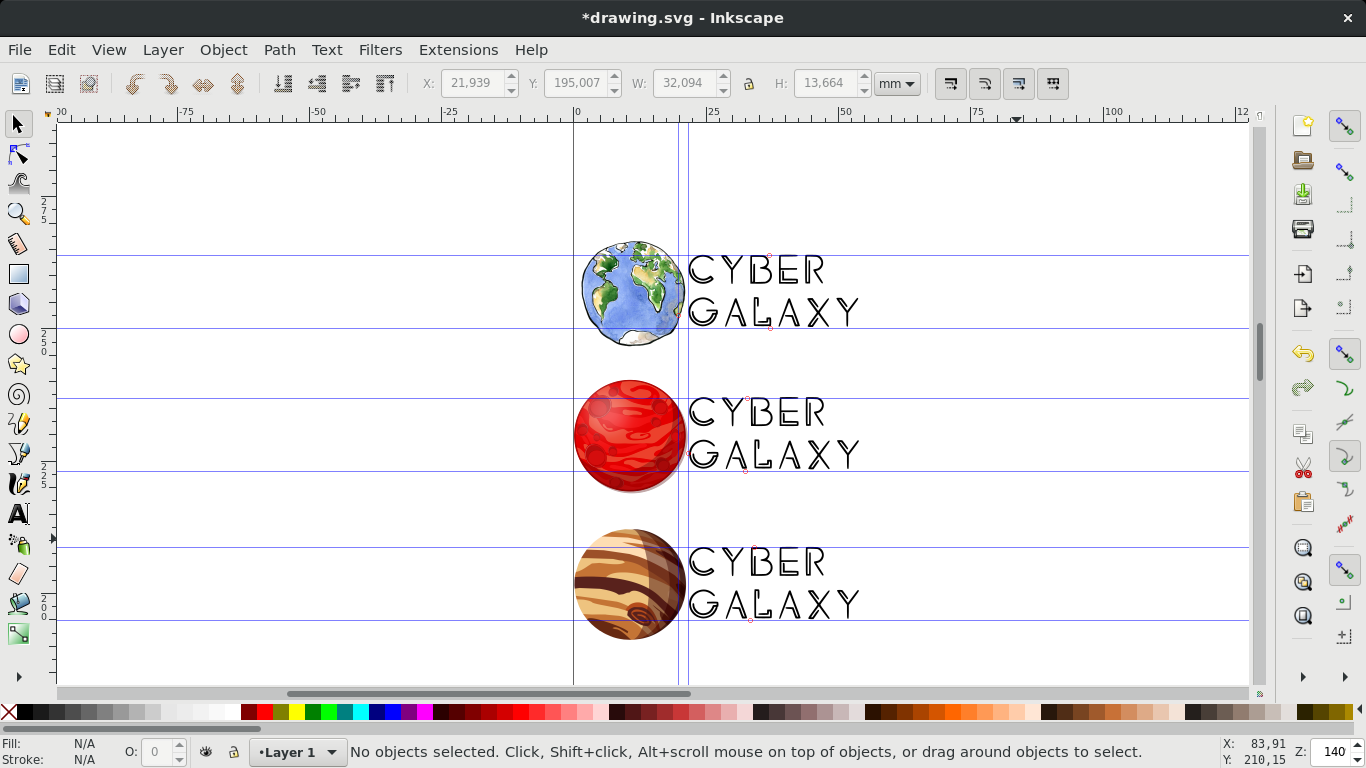 *drawing.svg - Inkscape
File Edit View Layer Object Path Text Filters Extensions Help
X: 21,939 Y: 195,007 W: 32,094 H: 13,664 mm
00 -75 -50 -25 0 25 50 75 100 12
275
250
225
200
CYBER
GALAXY
CYBER
GALAXY
CYBER
GALAXY
Fill: N/A
Stroke: N/A
O: 0
•Layer 1
No objects selected. Click, Shift+click, Alt+scroll mouse on top of objects, or drag around objects to select.
X: 83,91
Y: 210,15
Z: 140